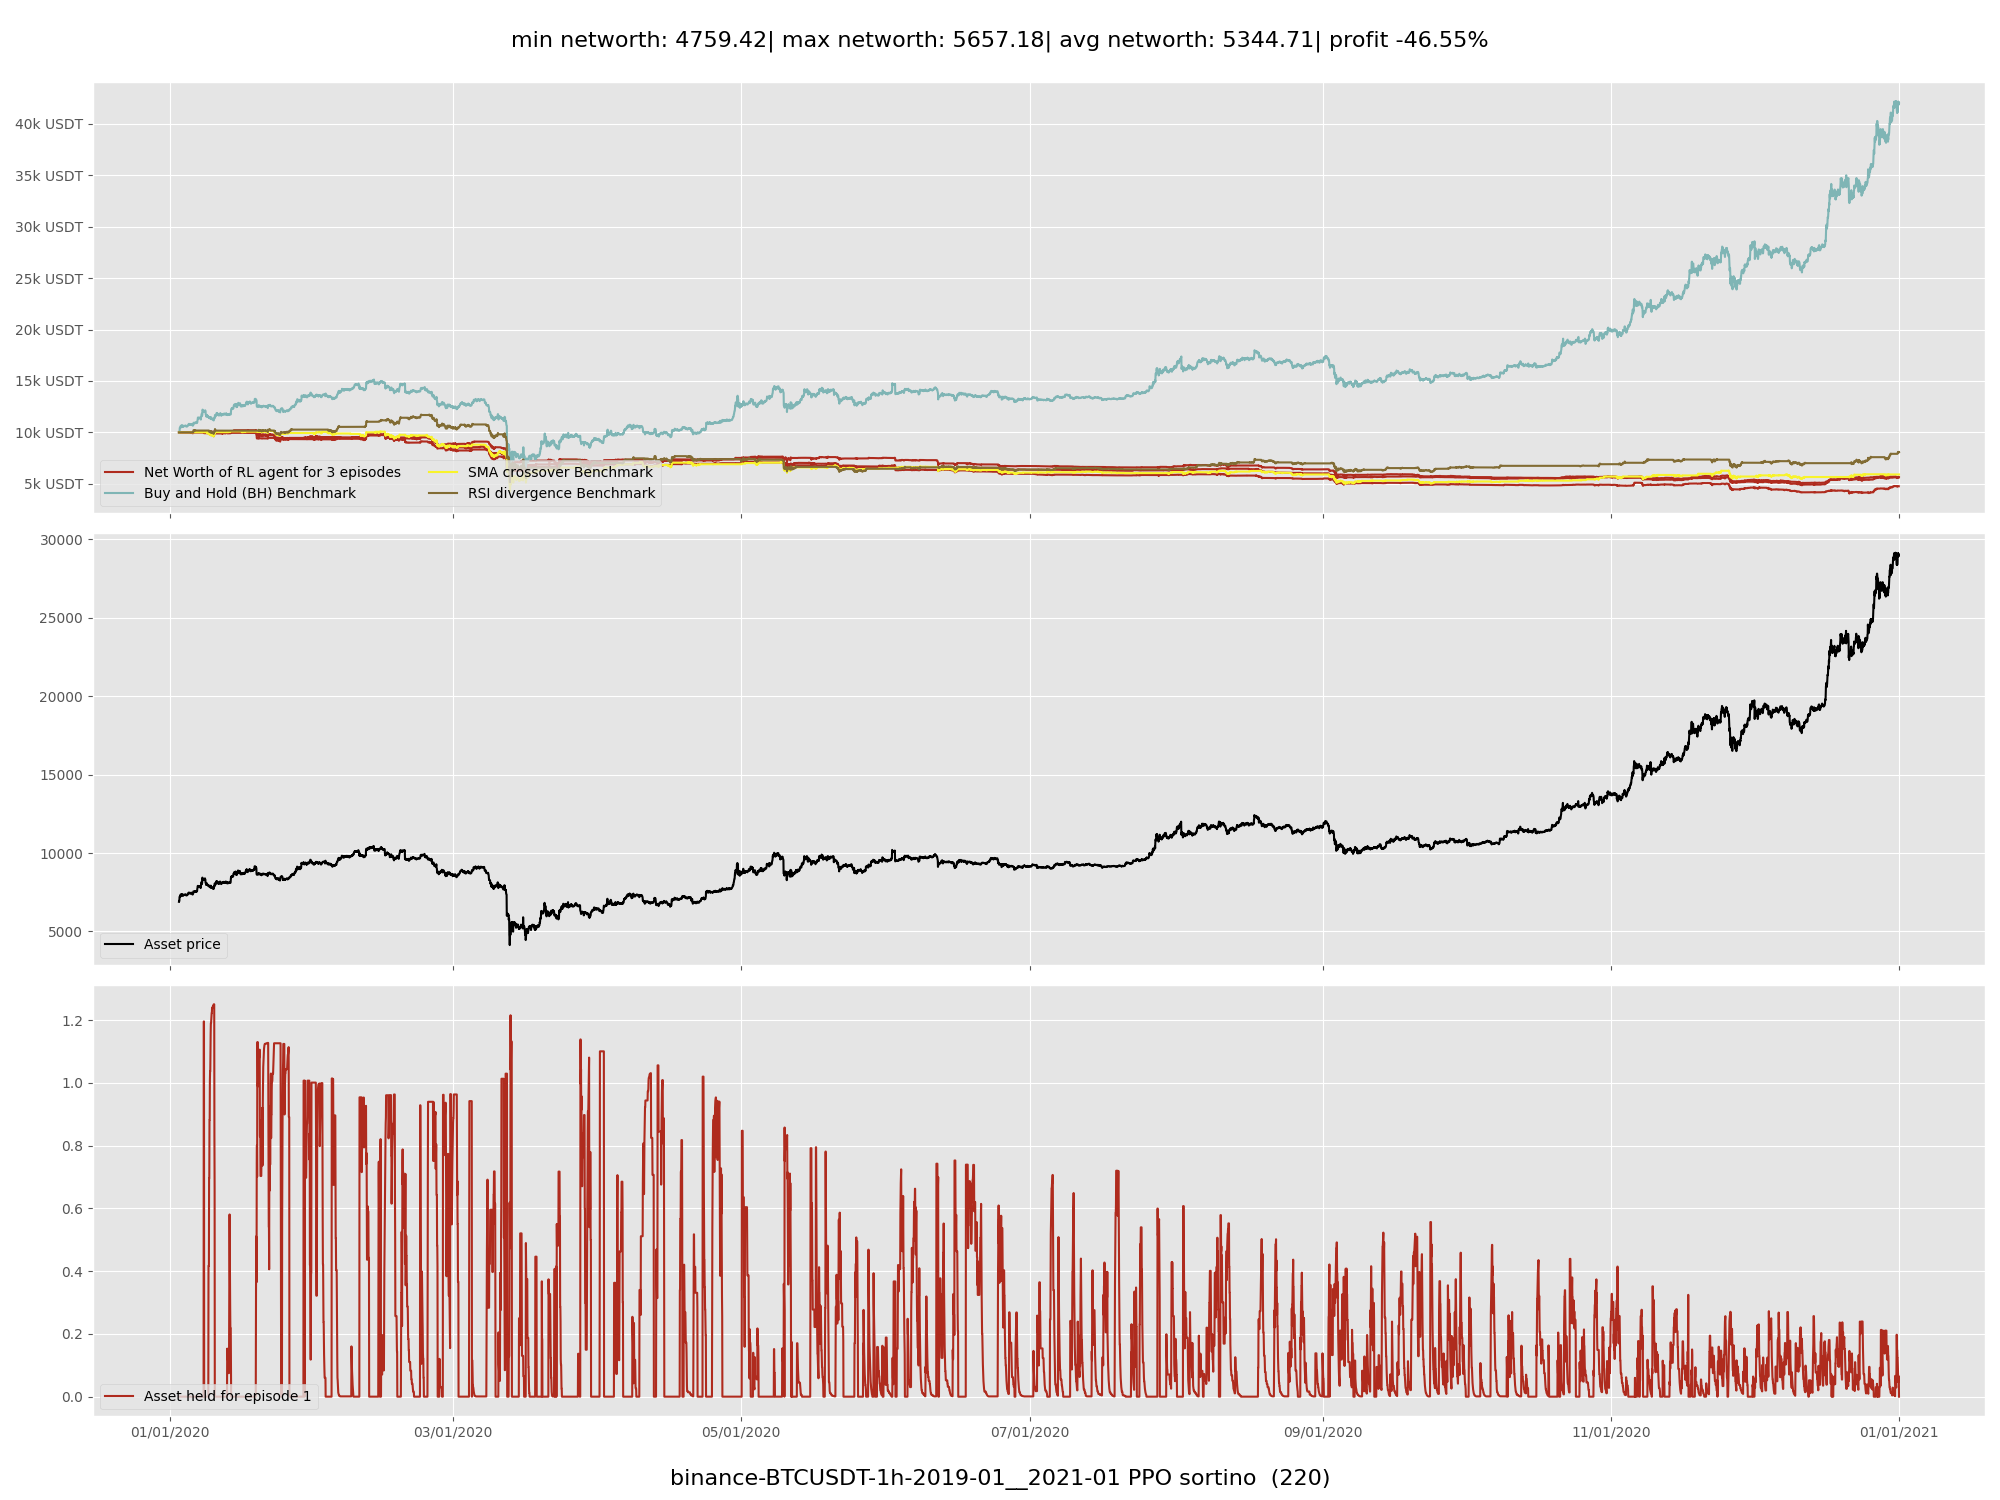 min networth: 4759.42| max networth: 5657.18| avg networth: 5344.71| profit -46.55%
40k USDT
35k USDT
30k USDT
25k USDT
20k USDT
15k USDT
10k USDT
5k USDT
Net Worth of RL agent for 3 episodes
Buy and Hold (BH) Benchmark
SMA crossover Benchmark
RSI divergence Benchmark
30000
25000
20000
15000
10000
5000
Asset price
1.2
1.0
0.8
0.6
0.4
0.2
0.0
Asset held for episode 1
01/01/2020 03/01/2020 05/01/2020 07/01/2020 09/01/2020 11/01/2020 01/01/2021
binance-BTCUSDT-1h-2019-01__2021-01 PPO sortino (220)